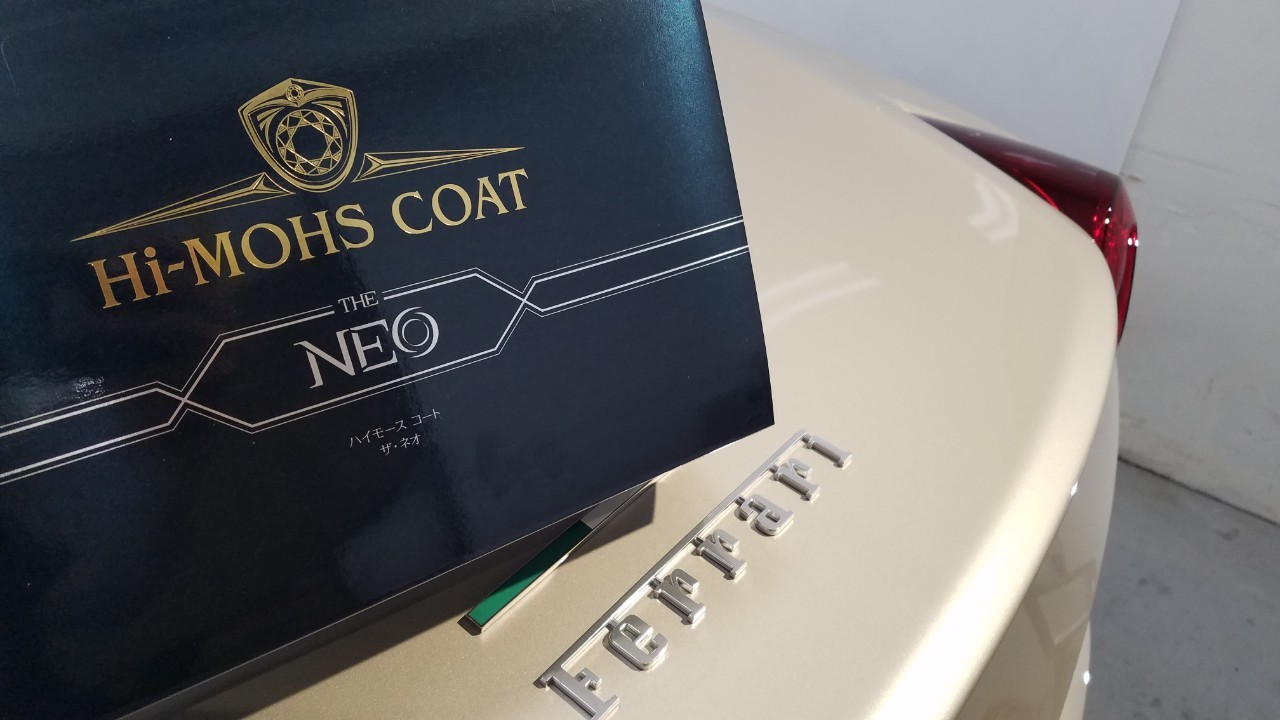 Hi-MOHS COAT
THE
NEO
ハイモース コート
ザ・ネオ
Ferrari